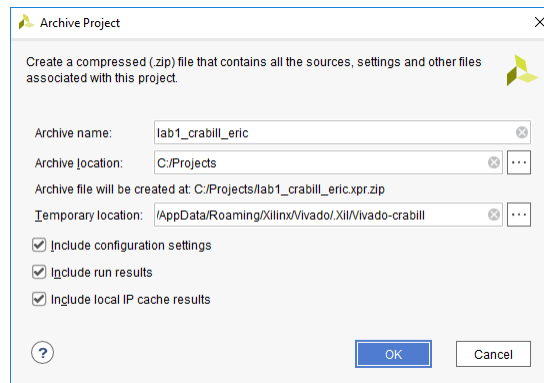 Archive Project
Create a compressed (.zip) file that contains all the sources, settings and other files
associated with this project.
Archive name: lab1_crabill_eric
Archive location: C:/Projects
Archive file will be created at: C:/Projects/lab1_crabill_eric.xpr.zip
Temporary location: /AppData/Roaming/Xilinx/Vivado/.Xil/Vivado-crabill
Include configuration settings
Include run results
Include local IP cache results
? OK Cancel